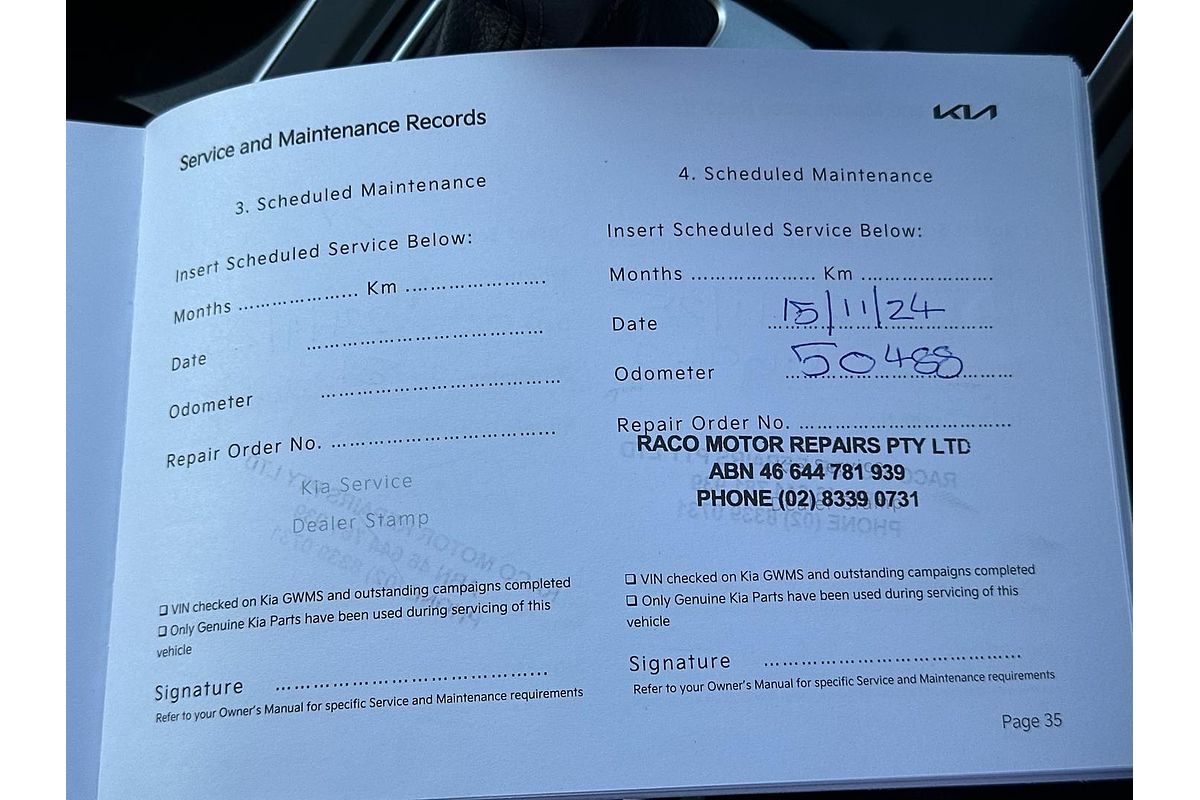 Service and Maintenance Records
KIA
3. Scheduled Maintenance
Insert Scheduled Service Below:
Months ..................... Km ........................
Date ....................................
Odometer ....................................
Repair Order No. ....................................
Kia Service
Dealer Stamp
❑ VIN checked on Kia GWMS and outstanding campaigns completed
❑ Only Genuine Kia Parts have been used during servicing of this
vehicle
Signature ..........................................
Refer to your Owner's Manual for specific Service and Maintenance requirements
4. Scheduled Maintenance
Insert Scheduled Service Below:
Months ..................... Km ........................
Date 15/11/24
Odometer 50488
Repair Order No. ....................................
RACO MOTOR REPAIRS PTY LTD
ABN 46 644 781 939
PHONE (02) 8339 0731
❑ VIN checked on Kia GWMS and outstanding campaigns completed
❑ Only Genuine Kia Parts have been used during servicing of this
vehicle
Signature ..........................................
Refer to your Owner's Manual for specific Service and Maintenance requirements
Page 35